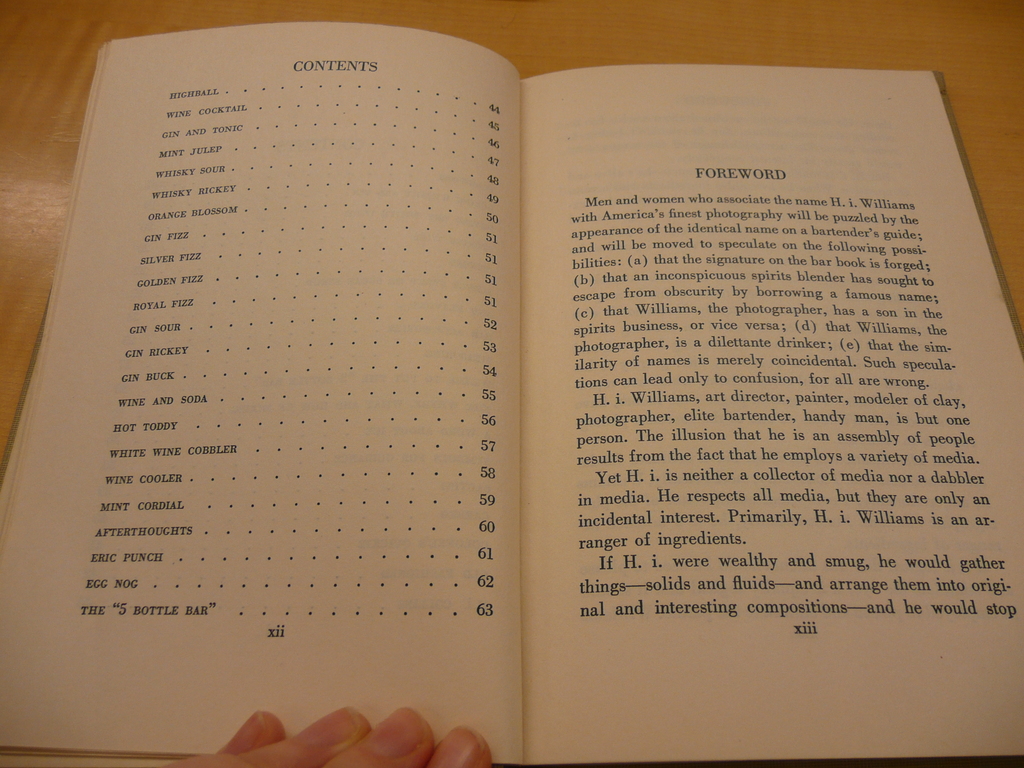 CONTENTS
HIGHBALL . . . . . . . . . . . . 44
WINE COCKTAIL . . . . . . . . . . . 45
GIN AND TONIC . . . . . . . . . . . 46
MINT JULEP . . . . . . . . . . . . 47
WHISKY SOUR . . . . . . . . . . . . 48
WHISKY RICKEY . . . . . . . . . . . 49
ORANGE BLOSSOM . . . . . . . . . . . 50
GIN FIZZ . . . . . . . . . . . . 51
SILVER FIZZ . . . . . . . . . . . . 51
GOLDEN FIZZ . . . . . . . . . . . . 51
ROYAL FIZZ . . . . . . . . . . . . 51
GIN SOUR . . . . . . . . . . . . 52
GIN RICKEY . . . . . . . . . . . . 53
GIN BUCK . . . . . . . . . . . . 54
WINE AND SODA . . . . . . . . . . . 55
HOT TODDY . . . . . . . . . . . . 56
WHITE WINE COBBLER . . . . . . . . . . 57
WINE COOLER . . . . . . . . . . . . 58
MINT CORDIAL . . . . . . . . . . . 59
AFTERTHOUGHTS . . . . . . . . . . . 60
ERIC PUNCH . . . . . . . . . . . . 61
EGG NOG . . . . . . . . . . . . 62
THE "5 BOTTLE BAR" . . . . . . . . . . 63
xii
FOREWORD
Men and women who associate the name H. i. Williams
with America's finest photography will be puzzled by the
appearance of the identical name on a bartender's guide;
and will be moved to speculate on the following possi-
bilities: (a) that the signature on the bar book is forged;
(b) that an inconspicuous spirits blender has sought to
escape from obscurity by borrowing a famous name;
(c) that Williams, the photographer, has a son in the
spirits business, or vice versa; (d) that Williams, the
photographer, is a dilettante drinker; (e) that the sim-
ilarity of names is merely coincidental. Such specula-
tions can lead only to confusion, for all are wrong.
H. i. Williams, art director, painter, modeler of clay,
photographer, elite bartender, handy man, is but one
person. The illusion that he is an assembly of people
results from the fact that he employs a variety of media.
Yet H. i. is neither a collector of media nor a dabbler
in media. He respects all media, but they are only an
incidental interest. Primarily, H. i. Williams is an ar-
ranger of ingredients.
If H. i. were wealthy and smug, he would gather
things—solids and fluids—and arrange them into origi-
nal and interesting compositions—and he would stop
xiii